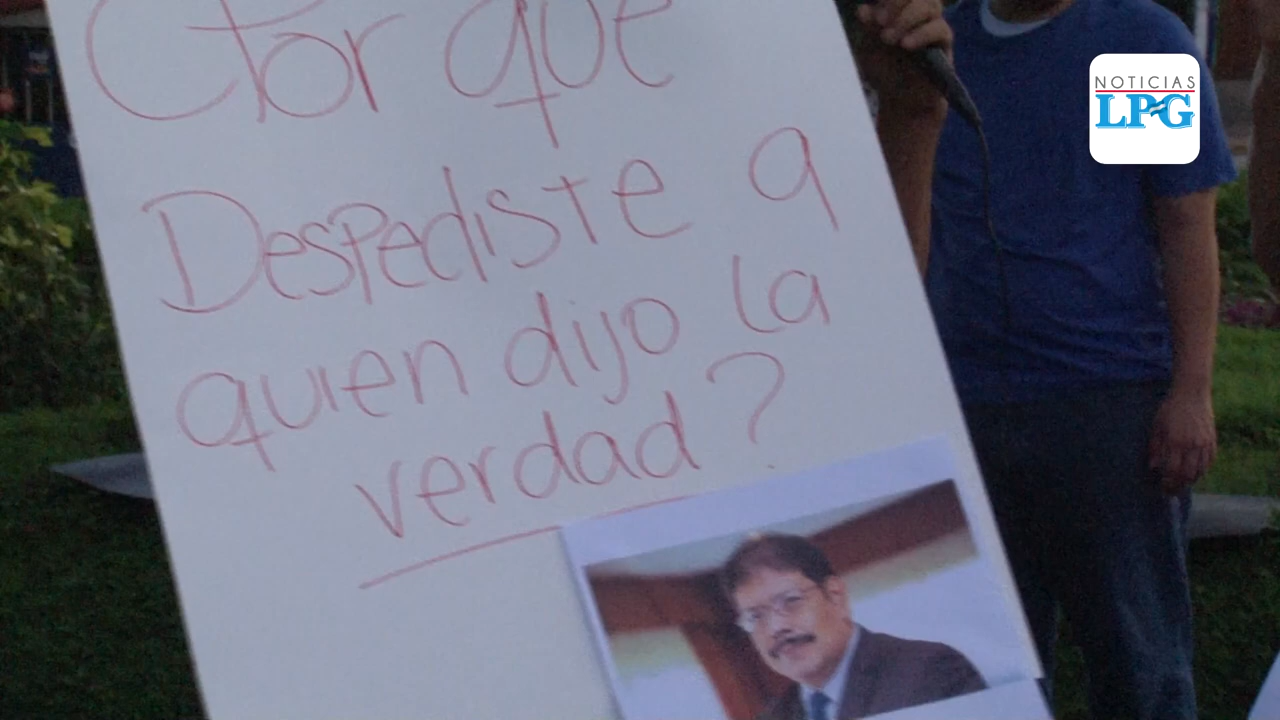 ¿Por qué
Despediste a
quien dijo la
verdad?
NOTICIAS
LPG